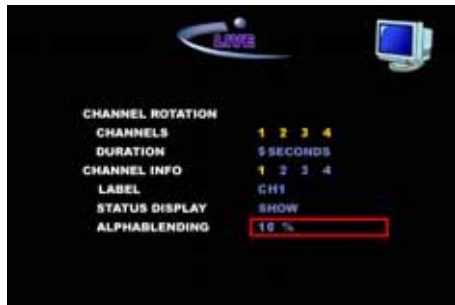 LIVE
CHANNEL ROTATION
CHANNELS 1 2 3 4
DURATION 5 SECONDS
CHANNEL INFO 1 2 3 4
LABEL CH1
STATUS DISPLAY SHOW
ALPHABLENDING 10 %